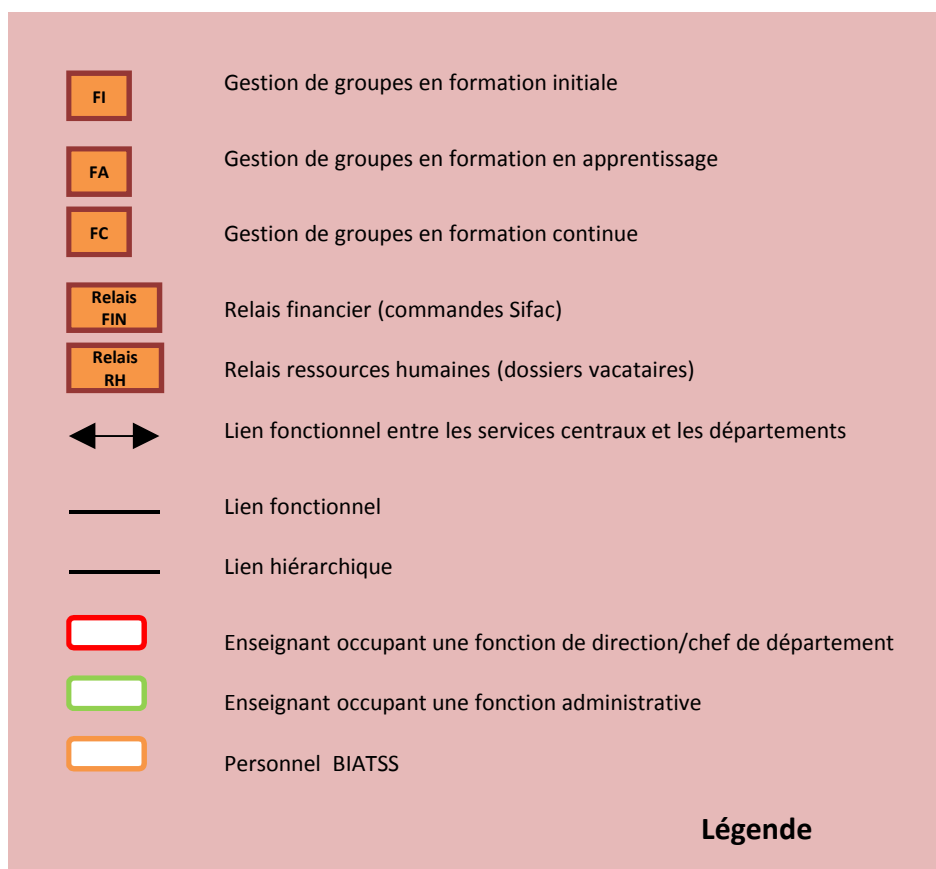 FI Gestion de groupes en formation initiale
FA Gestion de groupes en formation en apprentissage
FC Gestion de groupes en formation continue
Relais
FIN Relais financier (commandes Sifac)
Relais
RH Relais ressources humaines (dossiers vacataires)
Lien fonctionnel entre les services centraux et les départements
Lien fonctionnel
Lien hiérarchique
Enseignant occupant une fonction de direction/chef de département
Enseignant occupant une fonction administrative
Personnel BIATSS
Légende